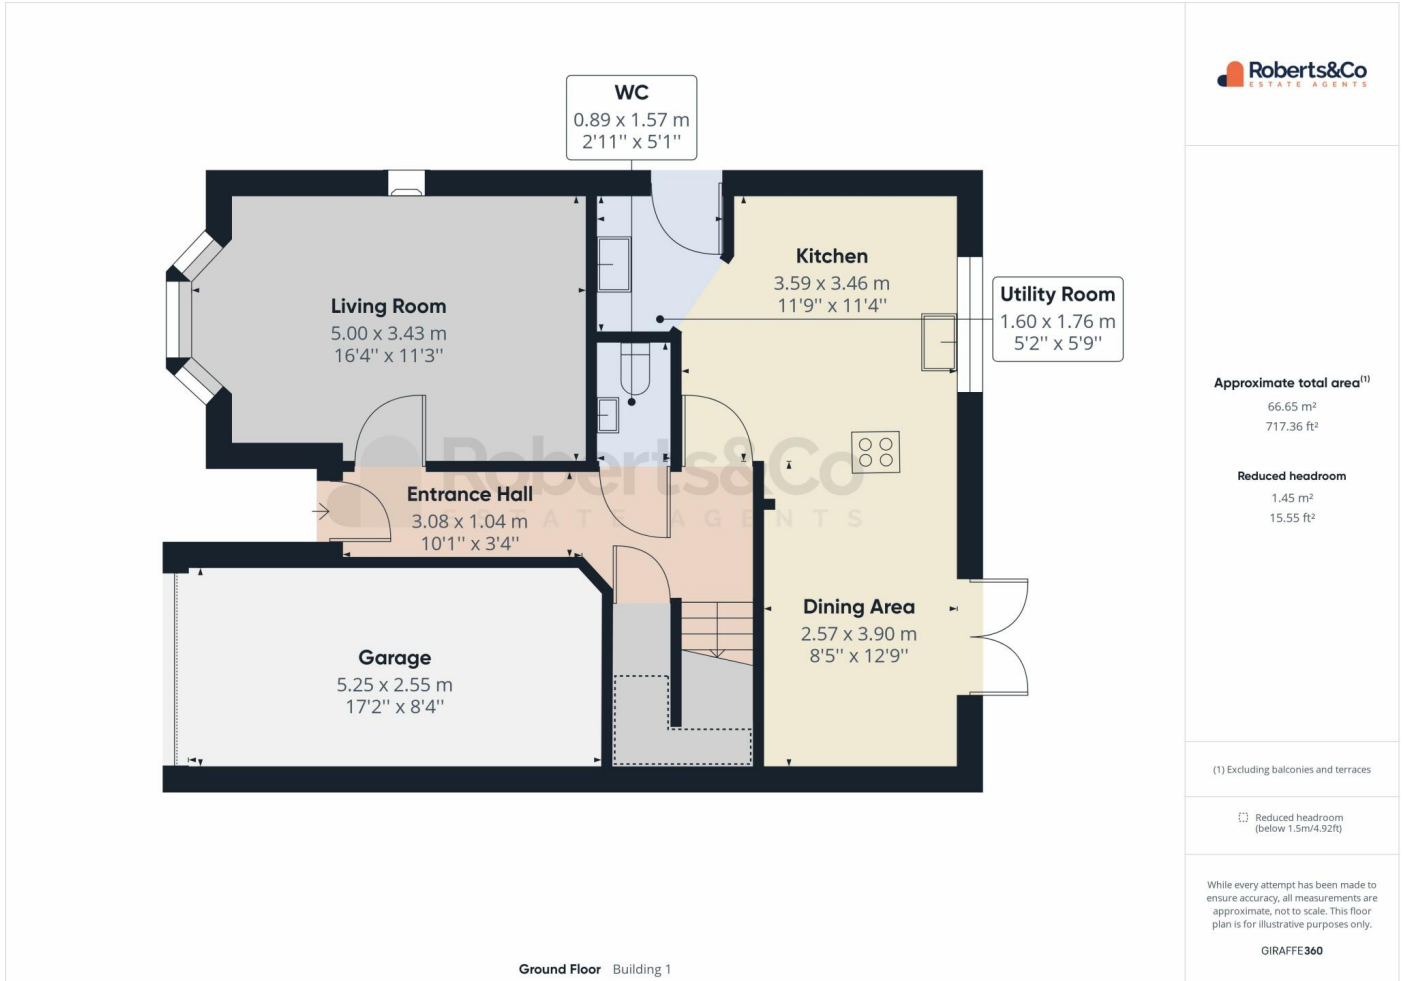 WC
0.89 x 1.57 m
2'11'' x 5'1''
Kitchen
3.59 x 3.46 m
11'9'' x 11'4''
Living Room
5.00 x 3.43 m
16'4'' x 11'3''
Utility Room
1.60 x 1.76 m
5'2'' x 5'9''
Roberts&Co
ESTATE AGENTS
Entrance Hall
3.08 x 1.04 m
10'1'' x 3'4''
Dining Area
2.57 x 3.90 m
8'5'' x 12'9''
Garage
5.25 x 2.55 m
17'2'' x 8'4''
Ground Floor Building 1
Roberts&Co
ESTATE AGENTS
Approximate total area(1)
66.65 m²
717.36 ft²
Reduced headroom
1.45 m²
15.55 ft²
(1) Excluding balconies and terraces
Reduced headroom
(below 1.5m/4.92ft)
While every attempt has been made to
ensure accuracy, all measurements are
approximate, not to scale. This floor
plan is for illustrative purposes only.
GIRAFFE360